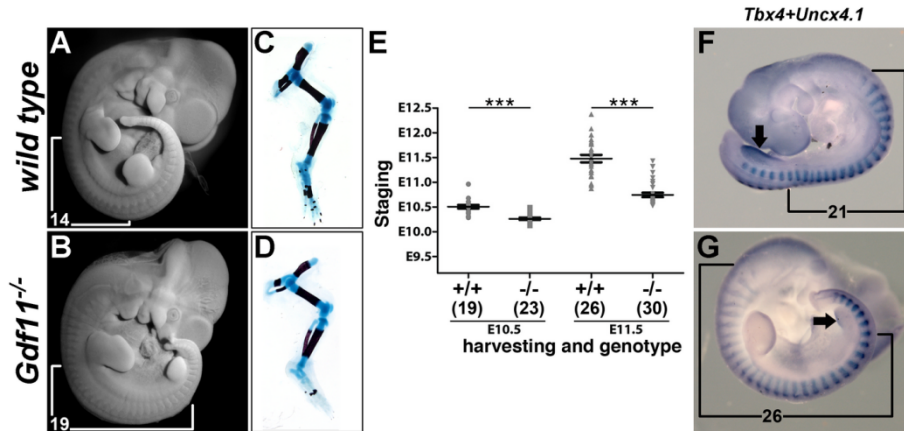 Tbx4+Uncx4.1
A
C
E
F
wild type
14
21
B
D
G
Gdf11-/-
19
26
Staging
E12.5
E12.0
E11.5
E11.0
E10.5
E10.0
E9.5
*** ***
+/+ -/- +/+ -/-
(19) (23) (26) (30)
E10.5 E11.5
harvesting and genotype